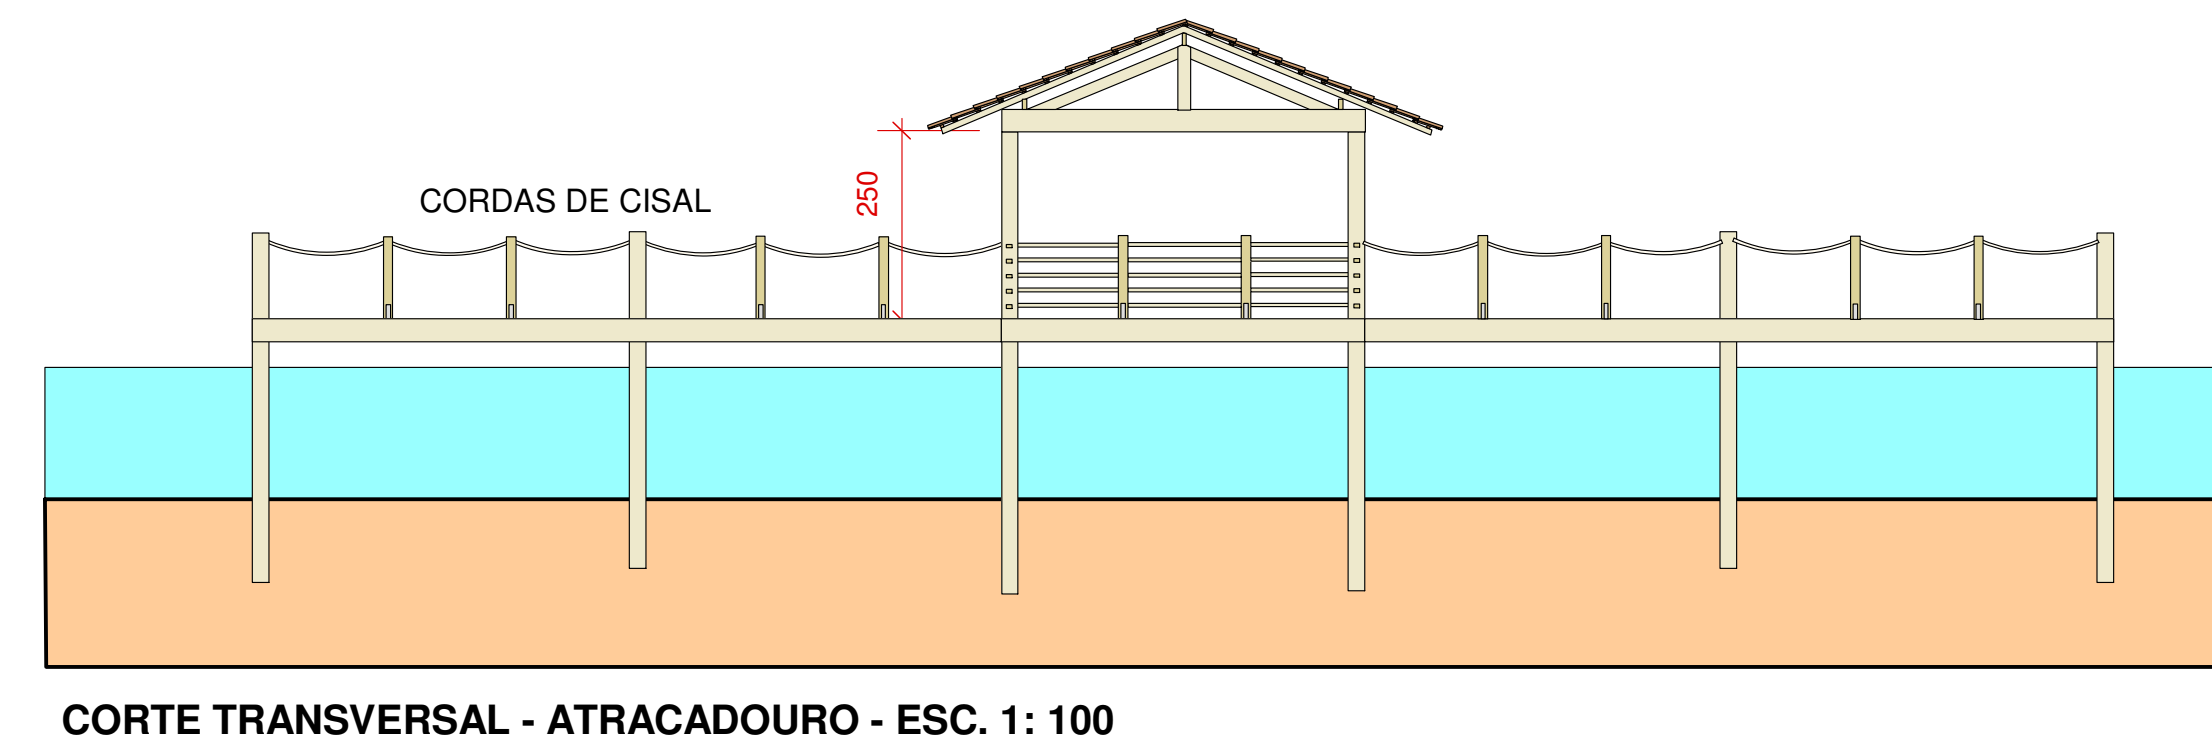 CORDAS DE CISAL
250
CORTE TRANSVERSAL - ATRACADOURO - ESC. 1: 100